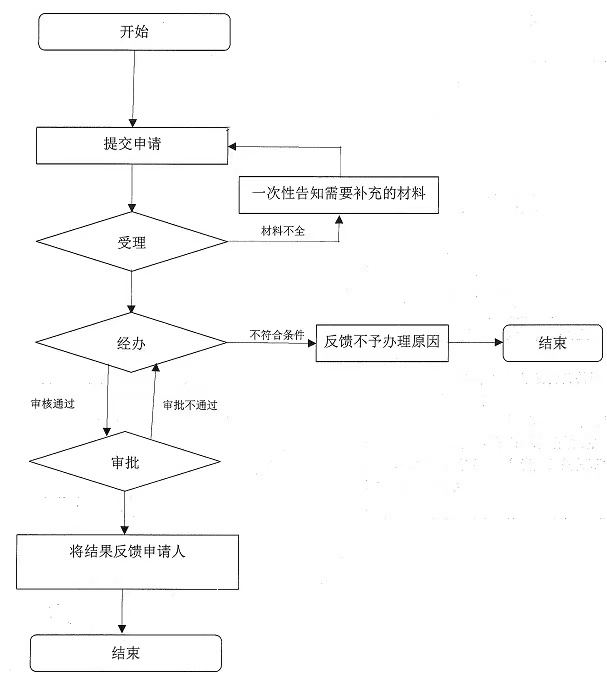 开始
提交申请
一次性告知需要补充的材料
受理
材料不全
经办
不符合条件
反馈不予办理原因
结束
审核通过
审批不通过
审批
将结果反馈申请人
结束